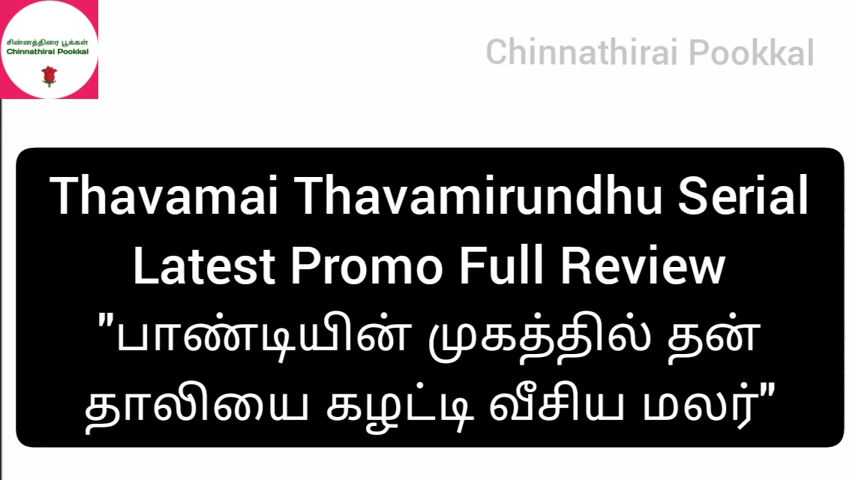 சின்னத்திரை பூக்கள்
Chinnathirai Pookkal
Chinnathirai Pookkal
Thavamai Thavamirundhu Serial
Latest Promo Full Review
"பாண்டியின் முகத்தில் தன்
தாலியை கழட்டி வீசிய மலர்"